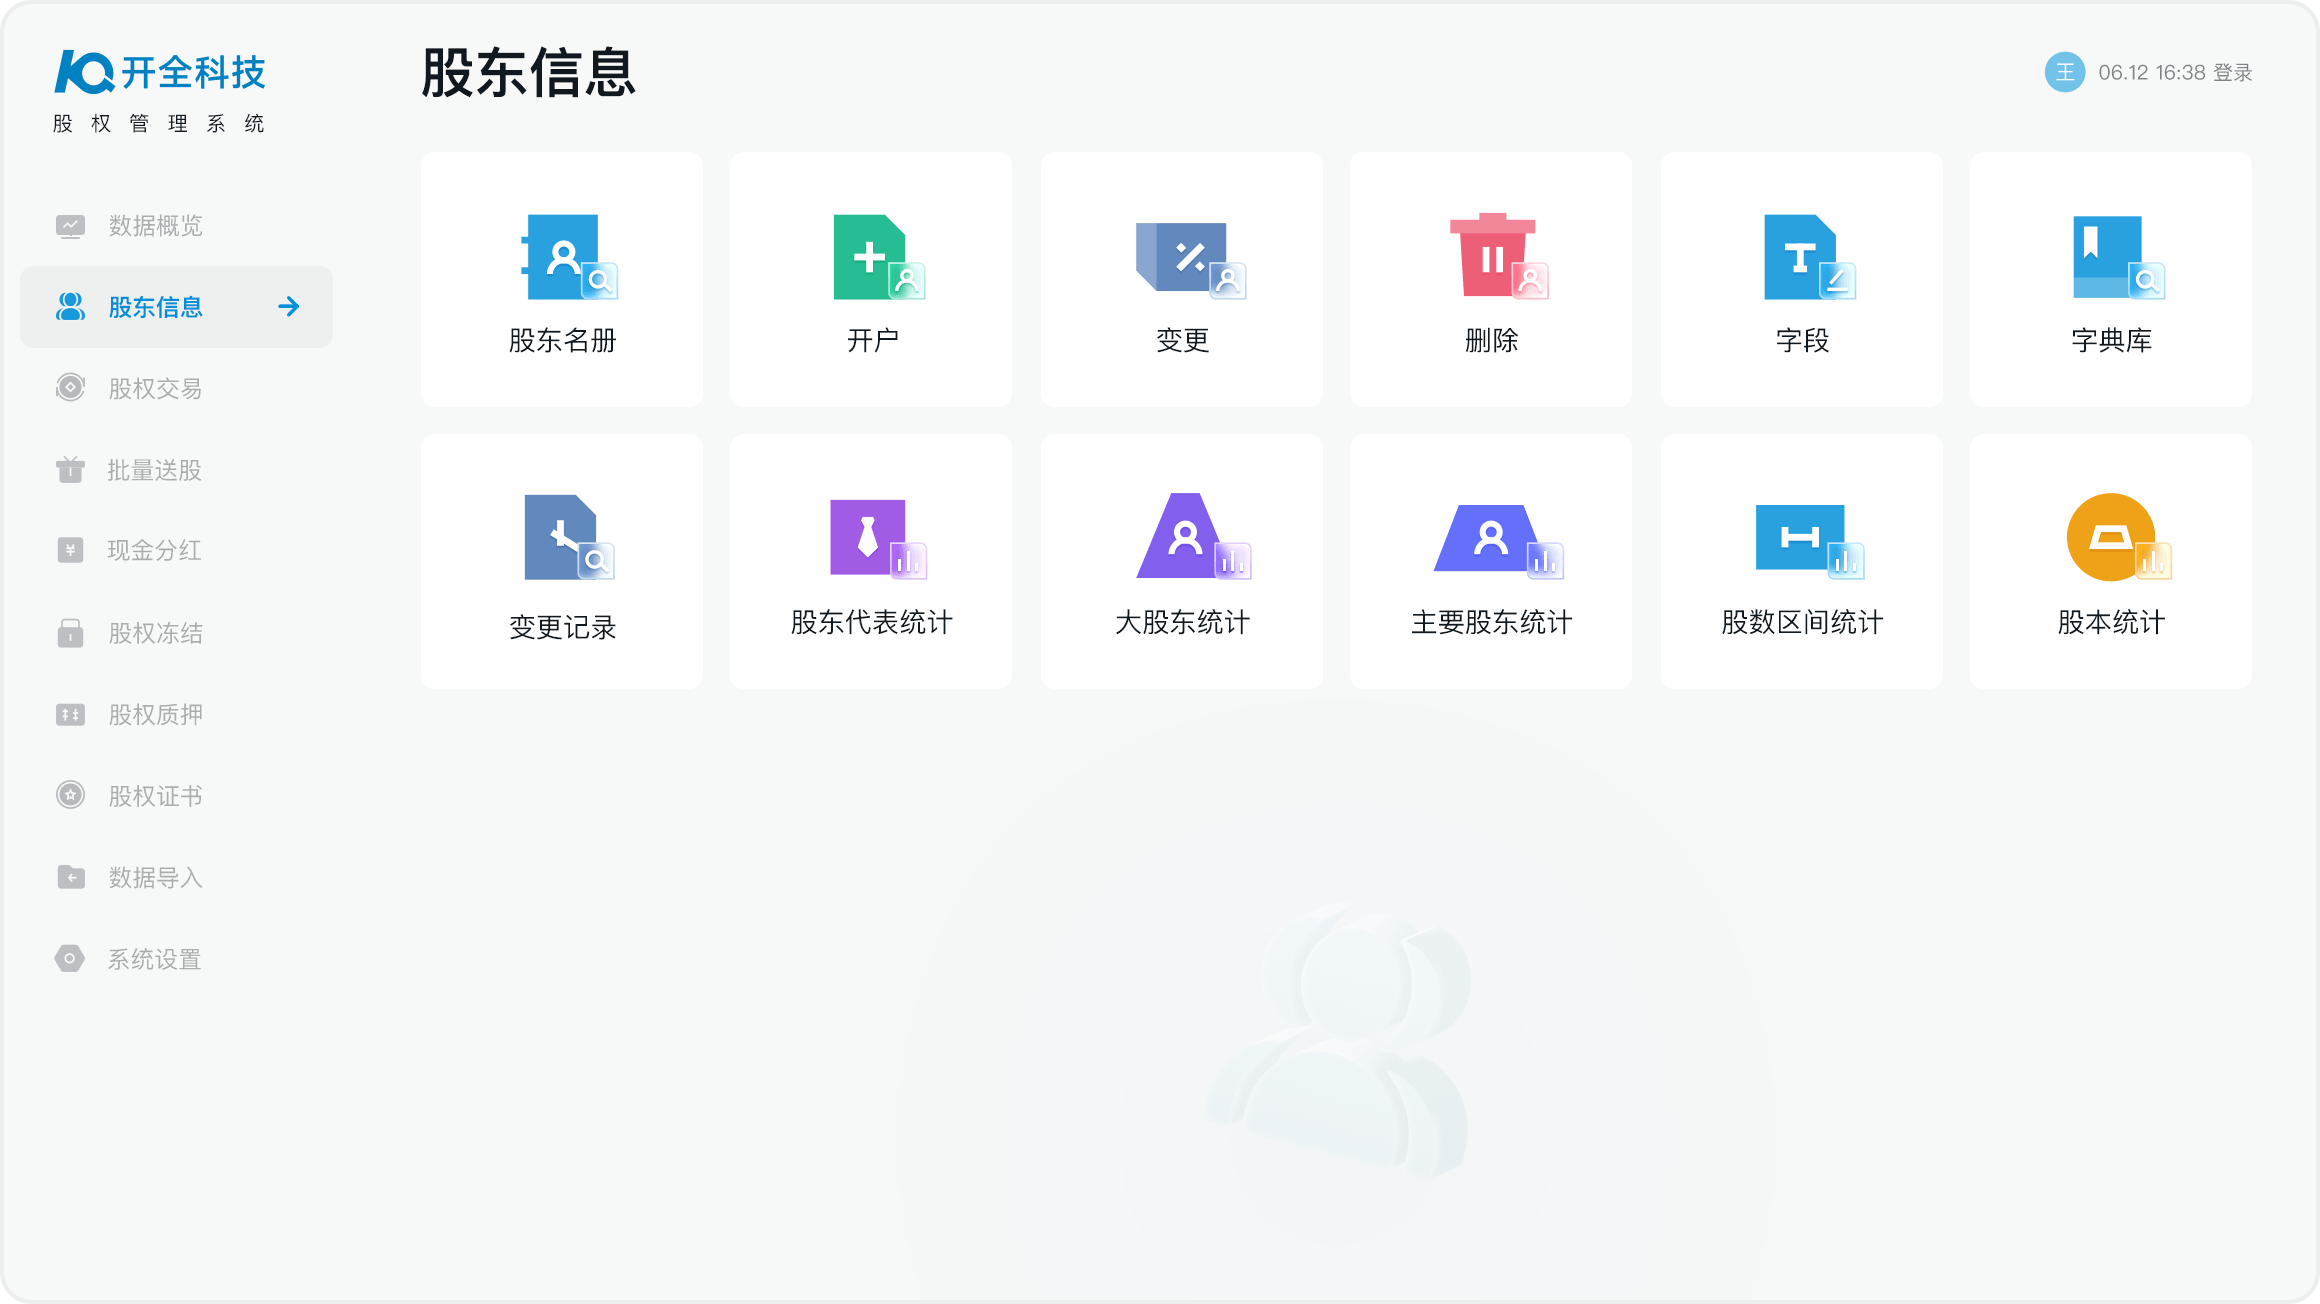 开全科技
股权管理系统
数据概览
股东信息
股权交易
批量送股
现金分红
股权冻结
股权质押
股权证书
数据导入
系统设置
股东信息
王 06.12 16:38 登录
股东名册
开户
变更
删除
字段
字典库
变更记录
股东代表统计
大股东统计
主要股东统计
股数区间统计
股本统计